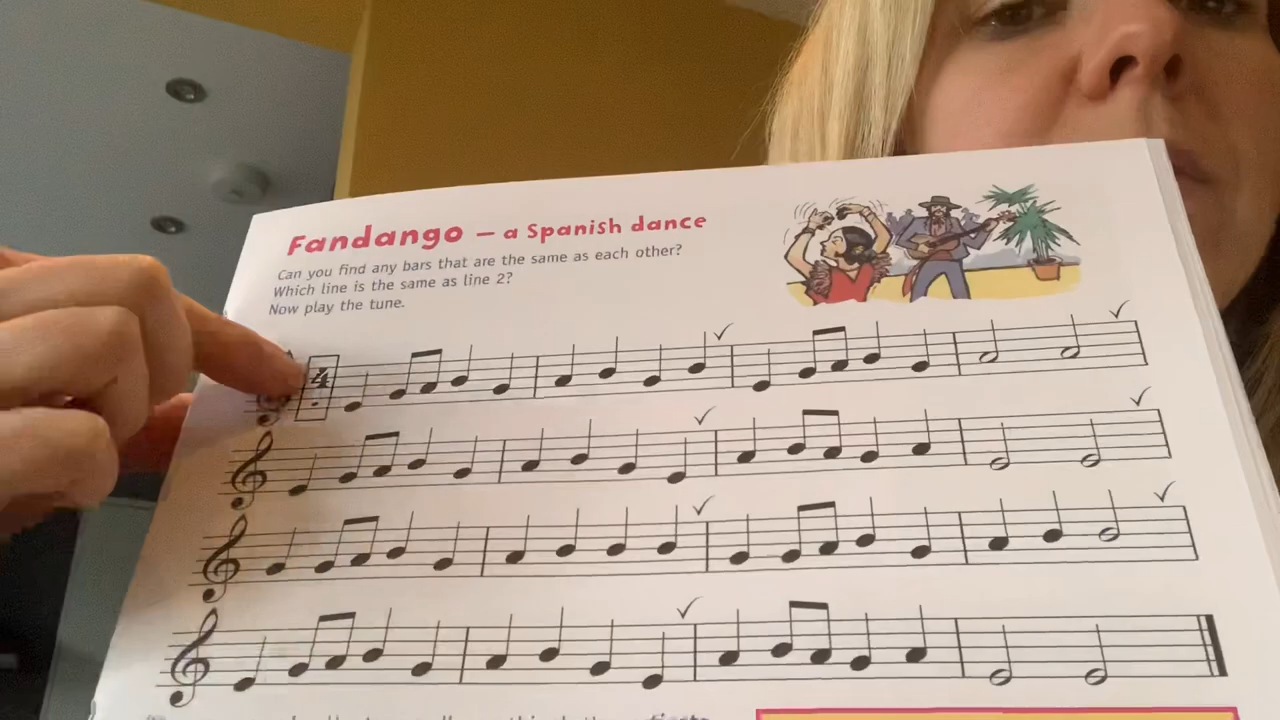 Fandango – a Spanish dance
Can you find any bars that are the same as each other?
Which line is the same as line 2?
Now play the tune.
4